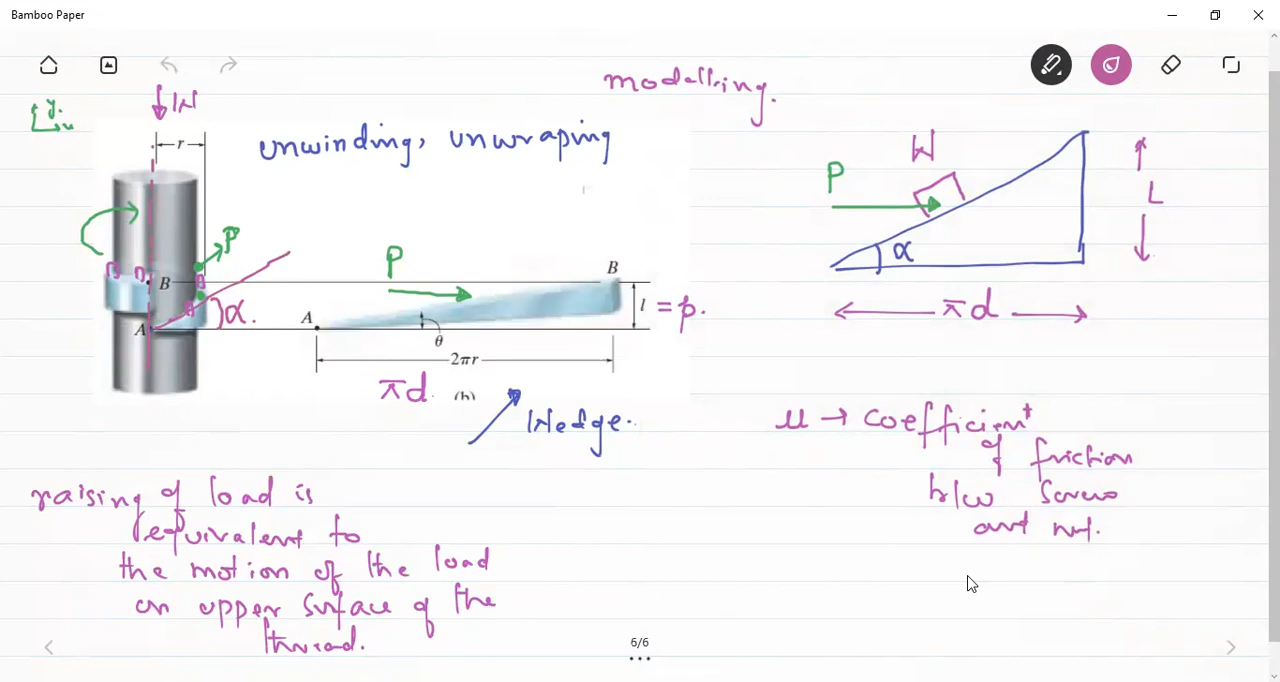 Bamboo Paper
modelling.
y.
x
W
r
unwinding, unwraping
P
B
A
α.
P
A
B
θ
l = p.
2πr
πd.
(b)
Wedge.
W
P
α
L
πd
μ → coefficient
of friction
b/w screw
and nut.
raising of load is
equivalent to
the motion of the load
on upper surface of the
thread.
6/6